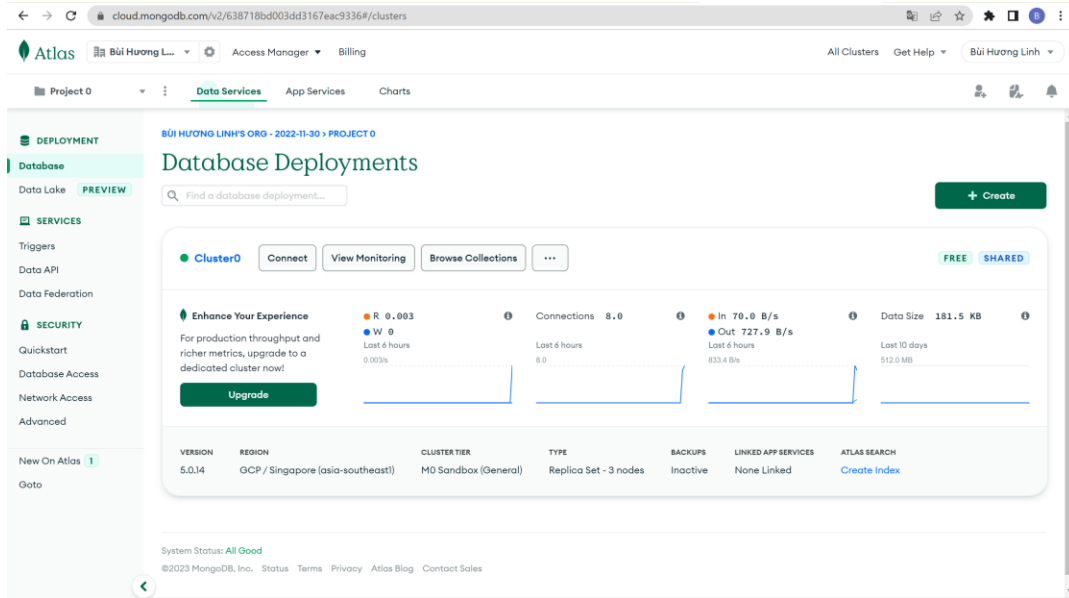 cloud.mongodb.com/v2/638718bd003dd3167eac9336#/clusters
B
Atlas
Bùi Hương L...
Access Manager
Billing
All Clusters
Get Help
Bùi Hương Linh
Project 0
Data Services
App Services
Charts
DEPLOYMENT
Database
Data Lake PREVIEW
SERVICES
Triggers
Data API
Data Federation
SECURITY
Quickstart
Database Access
Network Access
Advanced
New On Atlas 1
Goto
BÙI HƯƠNG LINH'S ORG - 2022-11-30 > PROJECT 0
Database Deployments
Find a database deployment...
+ Create
Cluster0
Connect
View Monitoring
Browse Collections
...
FREE
SHARED
Enhance Your Experience
For production throughput and
richer metrics, upgrade to a
dedicated cluster now!
Upgrade
R 0.003
W 0
Last 6 hours
0.003/s
Connections 8.0
Last 6 hours
8.0
In 70.0 B/s
Out 727.9 B/s
Last 6 hours
833.4 B/s
Data Size 181.5 KB
Last 10 days
512.0 MB
VERSION
5.0.14
REGION
GCP / Singapore (asia-southeast1)
CLUSTER TIER
M0 Sandbox (General)
TYPE
Replica Set - 3 nodes
BACKUPS
Inactive
LINKED APP SERVICES
None Linked
ATLAS SEARCH
Create Index
System Status: All Good
©2023 MongoDB, Inc. Status Terms Privacy Atlas Blog Contact Sales